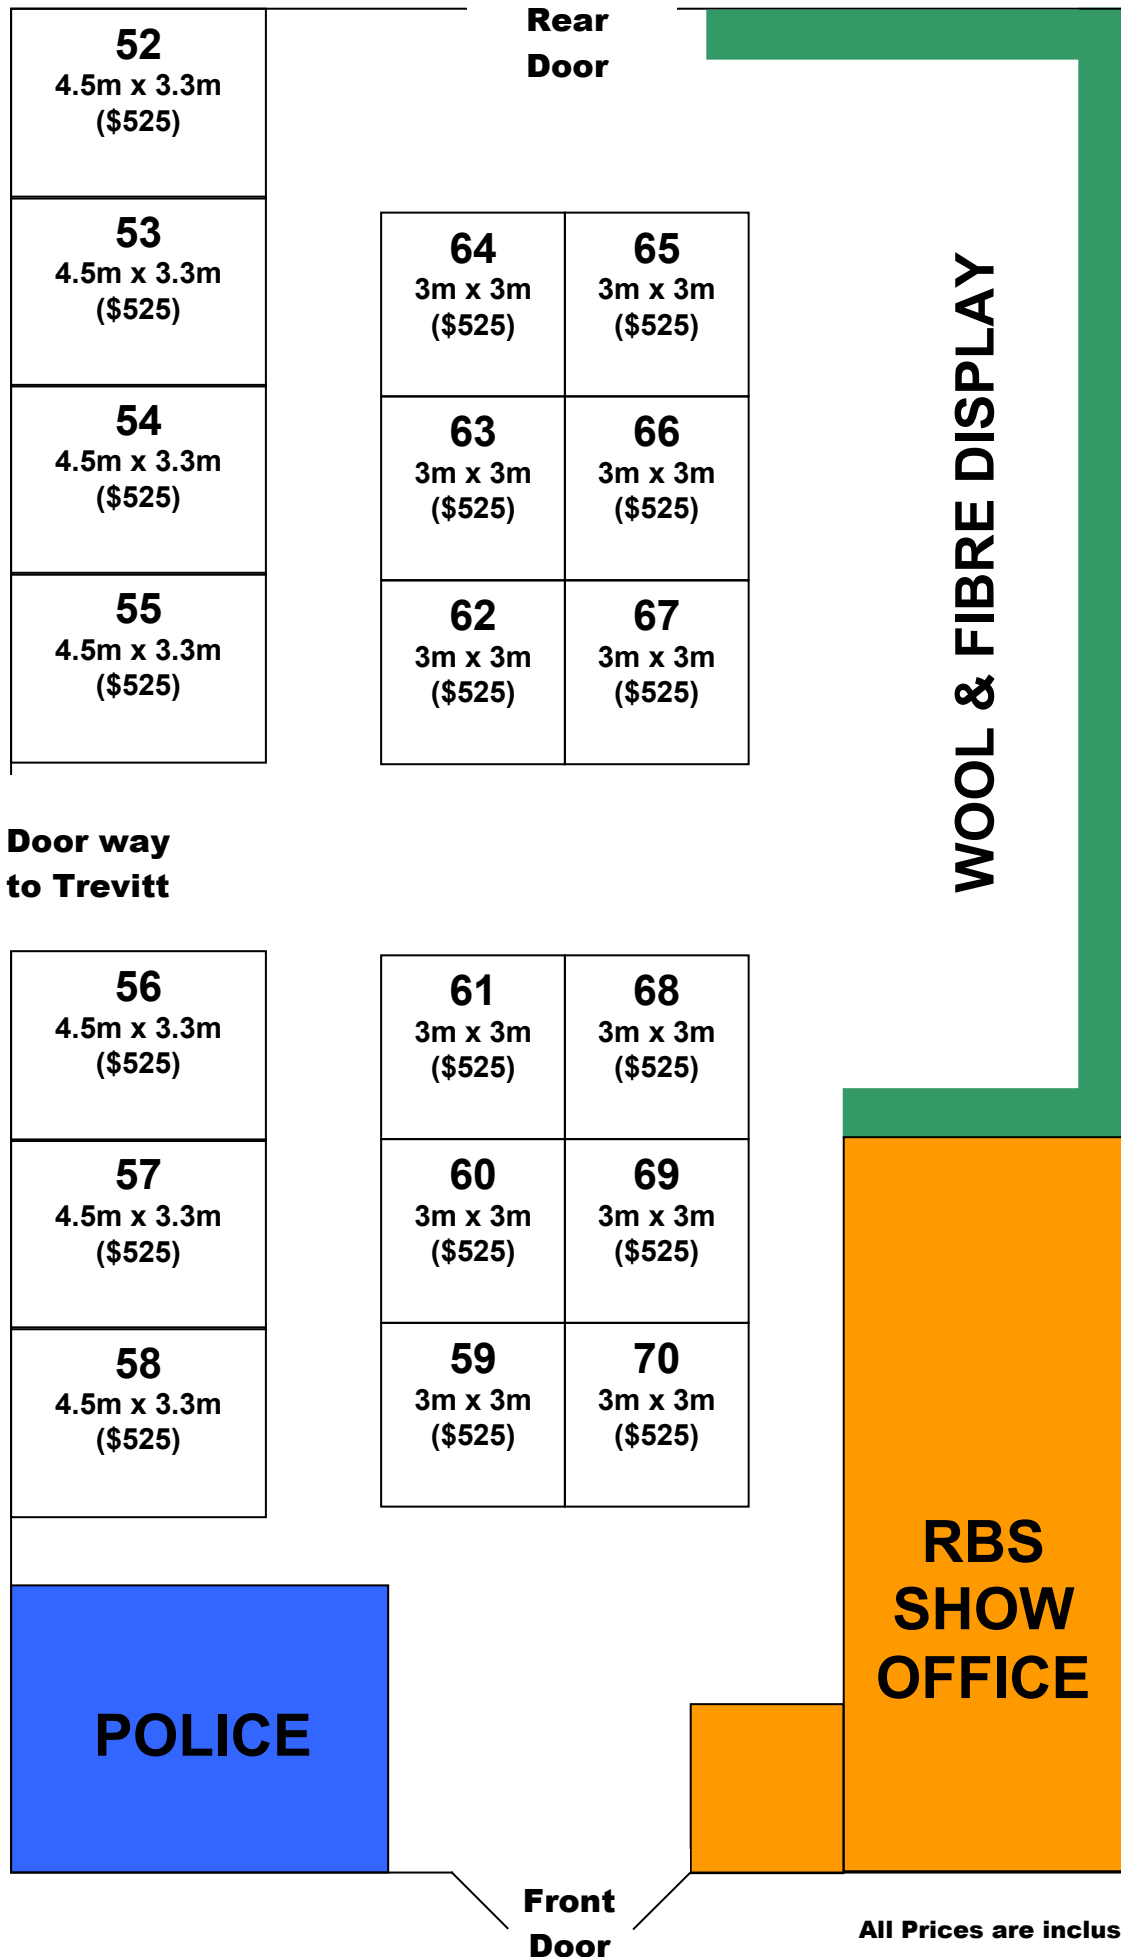 Rear
Door
52
4.5m x 3.3m
($525)
53
4.5m x 3.3m
($525)
54
4.5m x 3.3m
($525)
55
4.5m x 3.3m
($525)
64
3m x 3m
($525)
65
3m x 3m
($525)
63
3m x 3m
($525)
66
3m x 3m
($525)
62
3m x 3m
($525)
67
3m x 3m
($525)
WOOL & FIBRE DISPLAY
Door way
to Trevitt
56
4.5m x 3.3m
($525)
57
4.5m x 3.3m
($525)
58
4.5m x 3.3m
($525)
61
3m x 3m
($525)
68
3m x 3m
($525)
60
3m x 3m
($525)
69
3m x 3m
($525)
59
3m x 3m
($525)
70
3m x 3m
($525)
RBS
SHOW
OFFICE
POLICE
Front
Door
All Prices are inclus